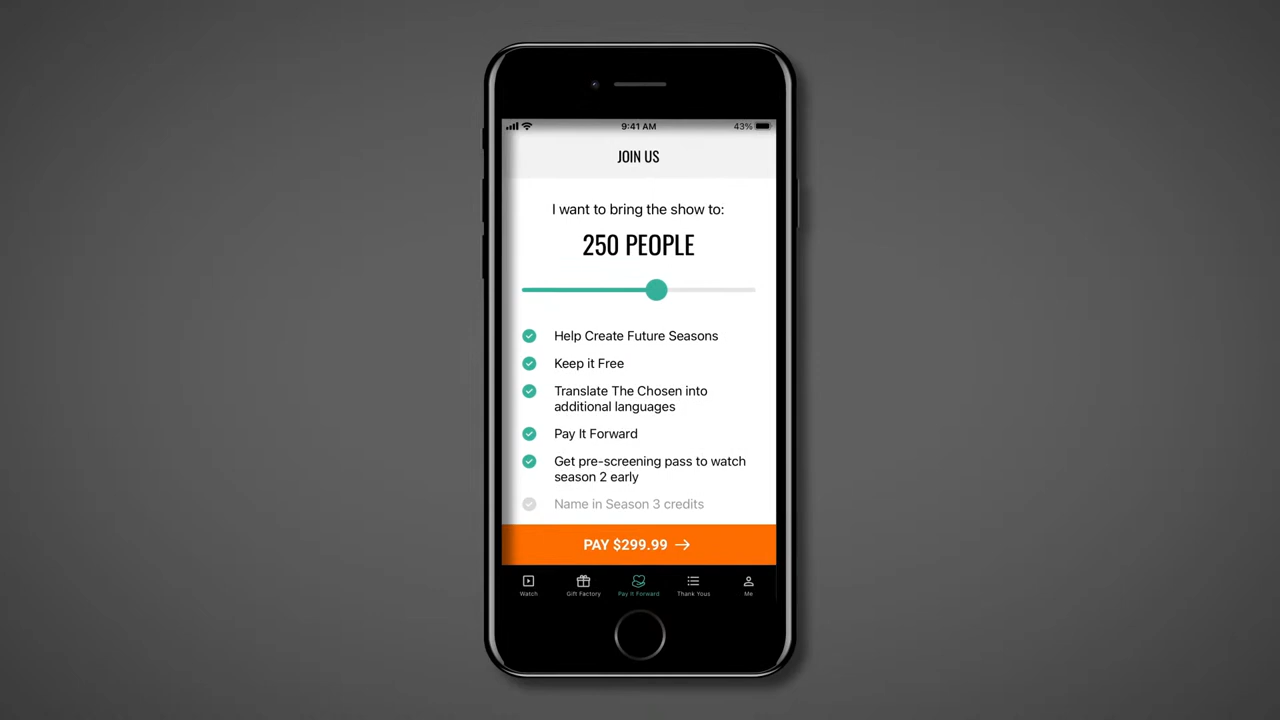 9:41 AM
43%
JOIN US
I want to bring the show to:
250 PEOPLE
Help Create Future Seasons
Keep it Free
Translate The Chosen into
additional languages
Pay It Forward
Get pre-screening pass to watch
season 2 early
Name in Season 3 credits
PAY $299.99 →
Watch
Gift Factory
Pay It Forward
Thank Yous
Me